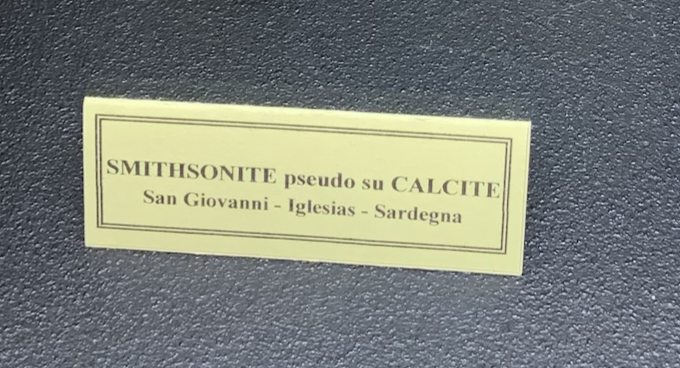 SMITHSONITE pseudo su CALCITE
San Giovanni - Iglesias - Sardegna